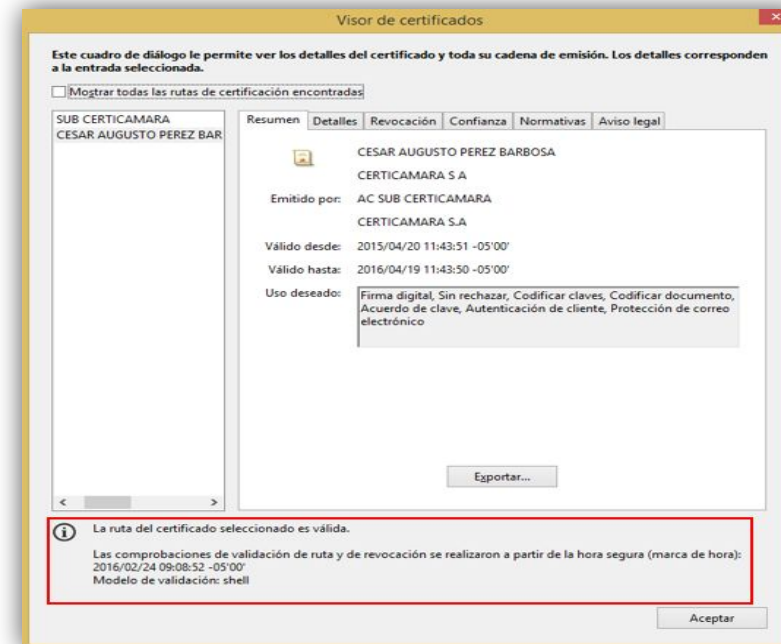 Visor de certificados
Este cuadro de diálogo le permite ver los detalles del certificado y toda su cadena de emisión. Los detalles corresponden
a la entrada seleccionada.
Mostrar todas las rutas de certificación encontradas
SUB CERTICAMARA
CESAR AUGUSTO PEREZ BAR
Resumen Detalles Revocación Confianza Normativas Aviso legal
CESAR AUGUSTO PEREZ BARBOSA
CERTICAMARA S A
Emitido por: AC SUB CERTICAMARA
CERTICAMARA S.A
Válido desde: 2015/04/20 11:43:51 -05'00'
Válido hasta: 2016/04/19 11:43:50 -05'00'
Uso deseado: Firma digital, Sin rechazar, Codificar claves, Codificar documento,
Acuerdo de clave, Autenticación de cliente, Protección de correo
electrónico
Exportar...
La ruta del certificado seleccionado es válida.
Las comprobaciones de validación de ruta y de revocación se realizaron a partir de la hora segura (marca de hora):
2016/02/24 09:08:52 -05'00'
Modelo de validación: shell
Aceptar